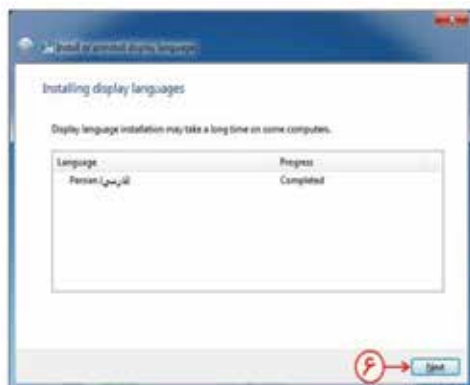 Install or uninstall display languages
Installing display languages
Display language installation may take a long time on some computers.
Language Progress
Persian (فارسی) Completed
۶ Next